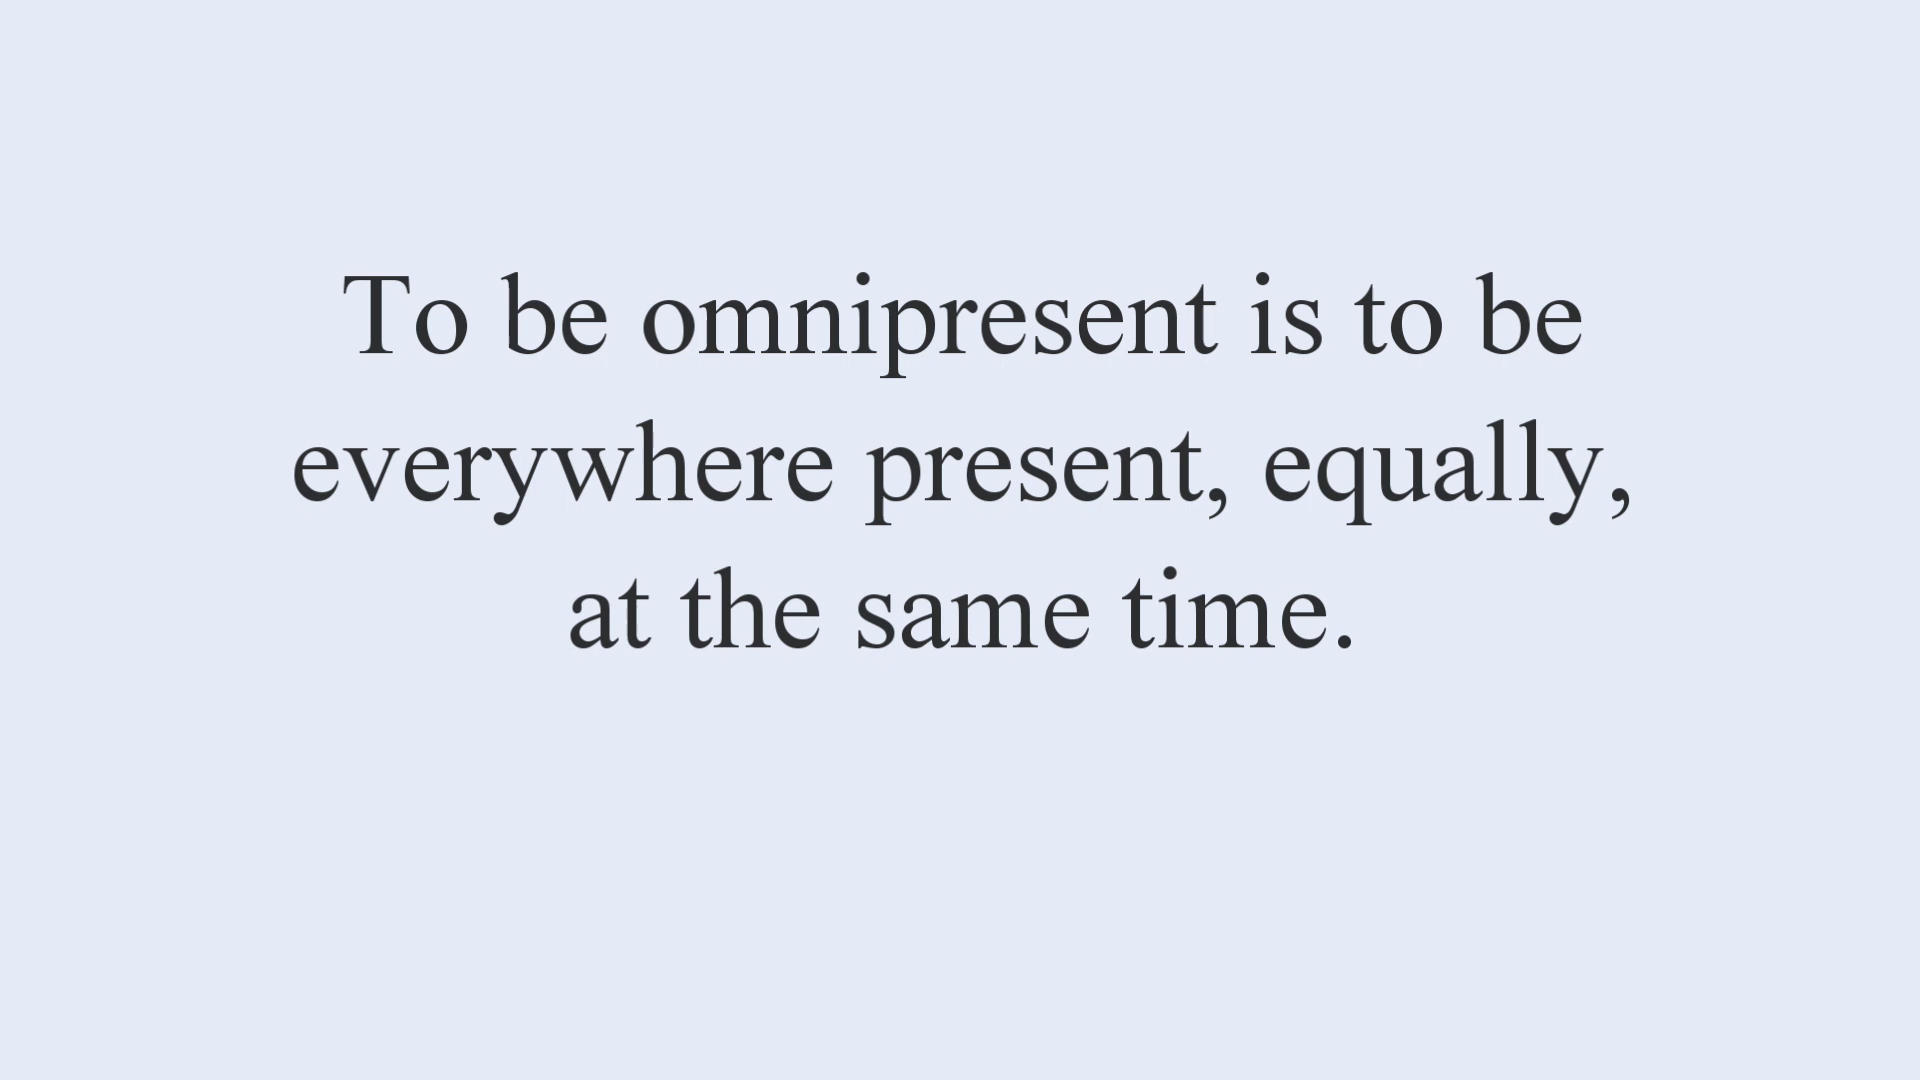 To be omnipresent is to be
everywhere present, equally,
at the same time.